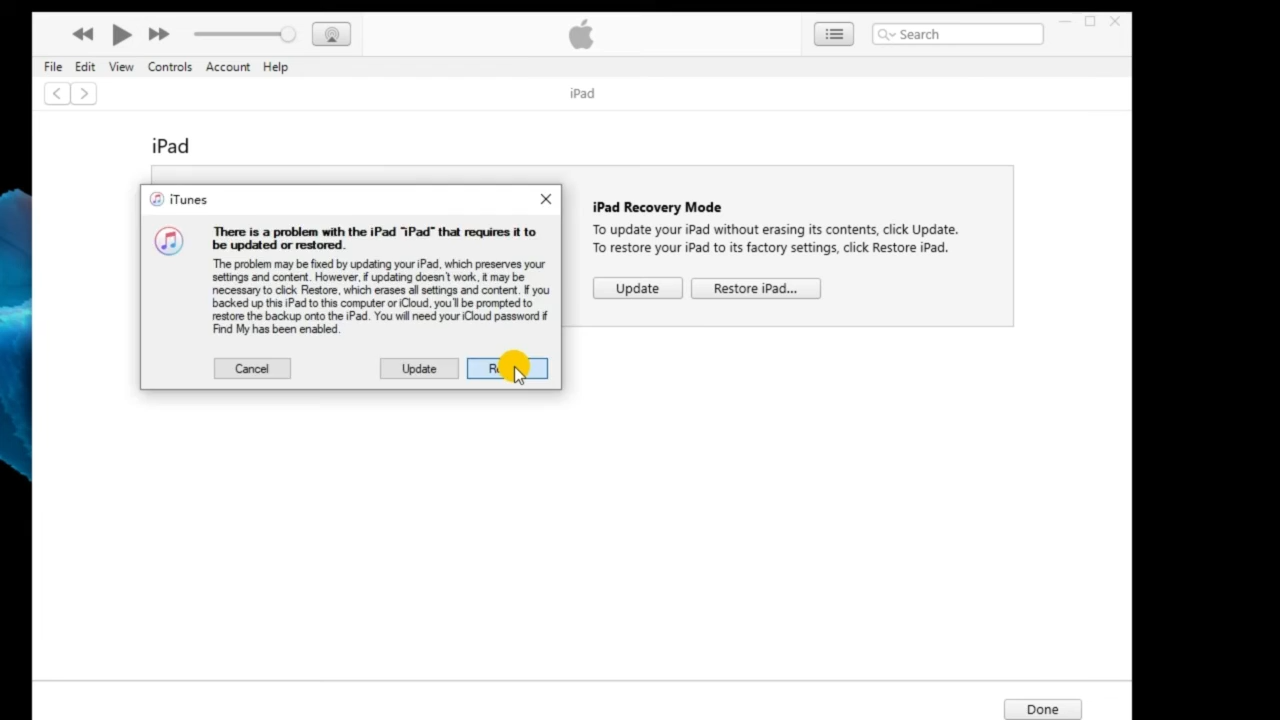 Search
File Edit View Controls Account Help
iPad
iPad
iTunes
There is a problem with the iPad "iPad" that requires it to
be updated or restored.
The problem may be fixed by updating your iPad, which preserves your
settings and content. However, if updating doesn't work, it may be
necessary to click Restore, which erases all settings and content. If you
backed up this iPad to this computer or iCloud, you'll be prompted to
restore the backup onto the iPad. You will need your iCloud password if
Find My has been enabled.
Cancel Update
iPad Recovery Mode
To update your iPad without erasing its contents, click Update.
To restore your iPad to its factory settings, click Restore iPad.
Update Restore iPad...
Done